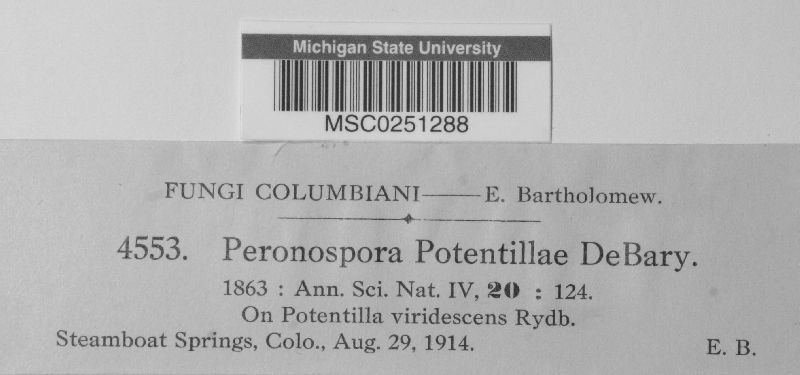 Michigan State University
MSC0251288
FUNGI COLUMBIANI——E. Bartholomew.
4553. Peronospora Potentillae DeBary.
1863 : Ann. Sci. Nat. IV, 20 : 124.
On Potentilla viridescens Rydb.
Steamboat Springs, Colo., Aug. 29, 1914. E. B.